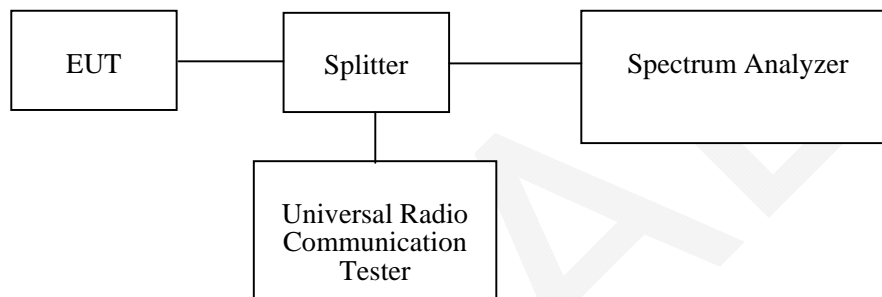 EUT
Splitter
Spectrum Analyzer
Universal Radio
Communication
Tester